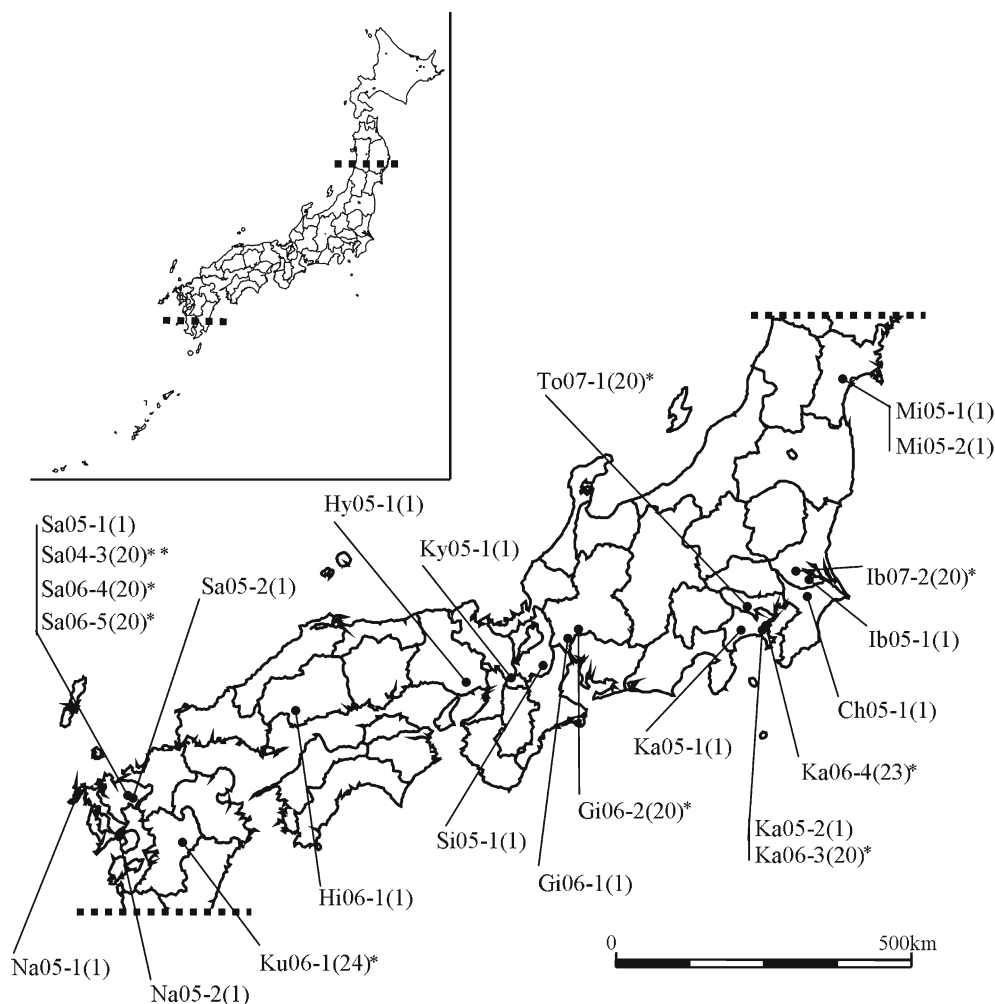 To07-1(20)*
Mi05-1(1)
Mi05-2(1)
Hy05-1(1)
Sa05-1(1)
Sa04-3(20)**
Sa06-4(20)*
Sa06-5(20)*
Ky05-1(1)
Sa05-2(1)
Ib07-2(20)*
Ib05-1(1)
Ch05-1(1)
Ka05-1(1)
Ka06-4(23)*
Gi06-2(20)*
Si05-1(1)
Ka05-2(1)
Ka06-3(20)*
Gi06-1(1)
Hi06-1(1)
Na05-1(1)
Ku06-1(24)*
Na05-2(1)
0 500km